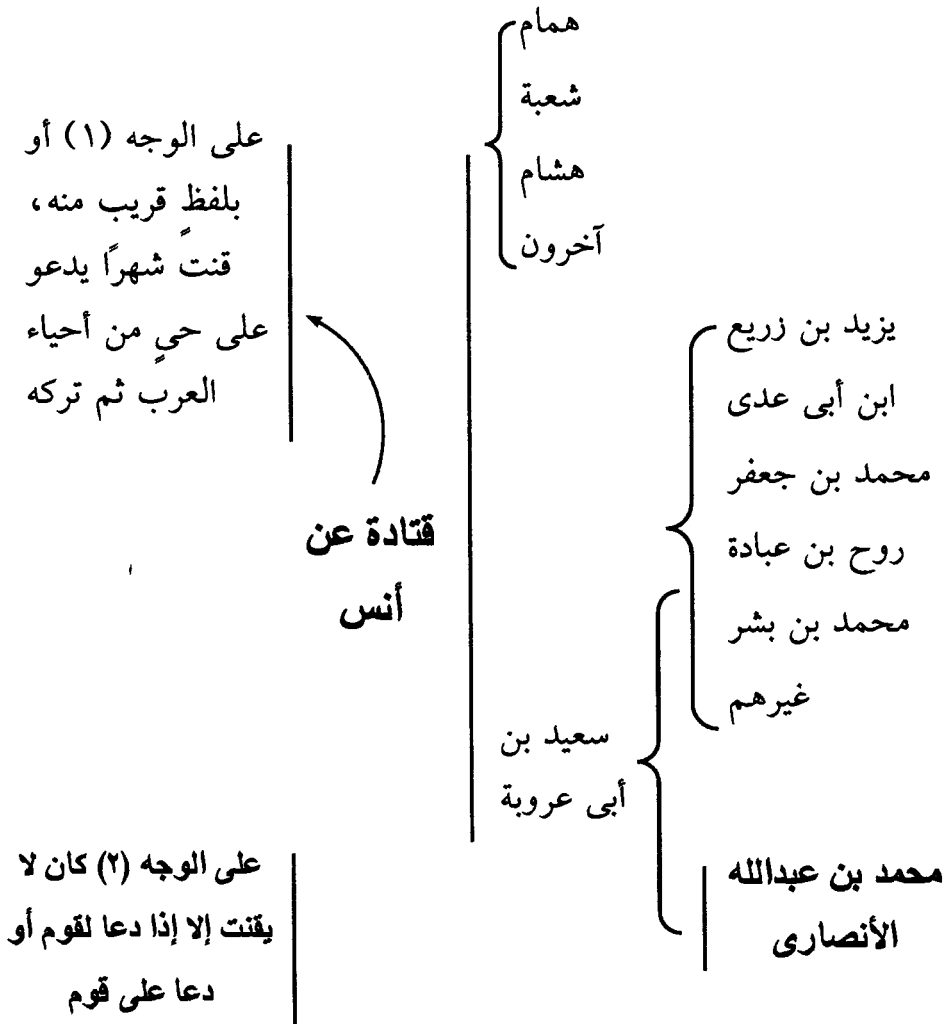 همام
شعبة
هشام
آخرون
يزيد بن زريع
ابن أبى عدى
محمد بن جعفر
روح بن عبادة
محمد بن بشر
غيرهم
سعيد بن
أبى عروبة
محمد بن عبدالله
الأنصارى
قتادة عن
أنس
على الوجه (١) أو
بلفظٍ قريبٍ منه،
قنت شهرًا يدعو
على حيٍ من أحياء
العرب ثم تركه
على الوجه (٢) كان لا
يقنت إلا إذا دعا لقوم أو
دعا على قوم